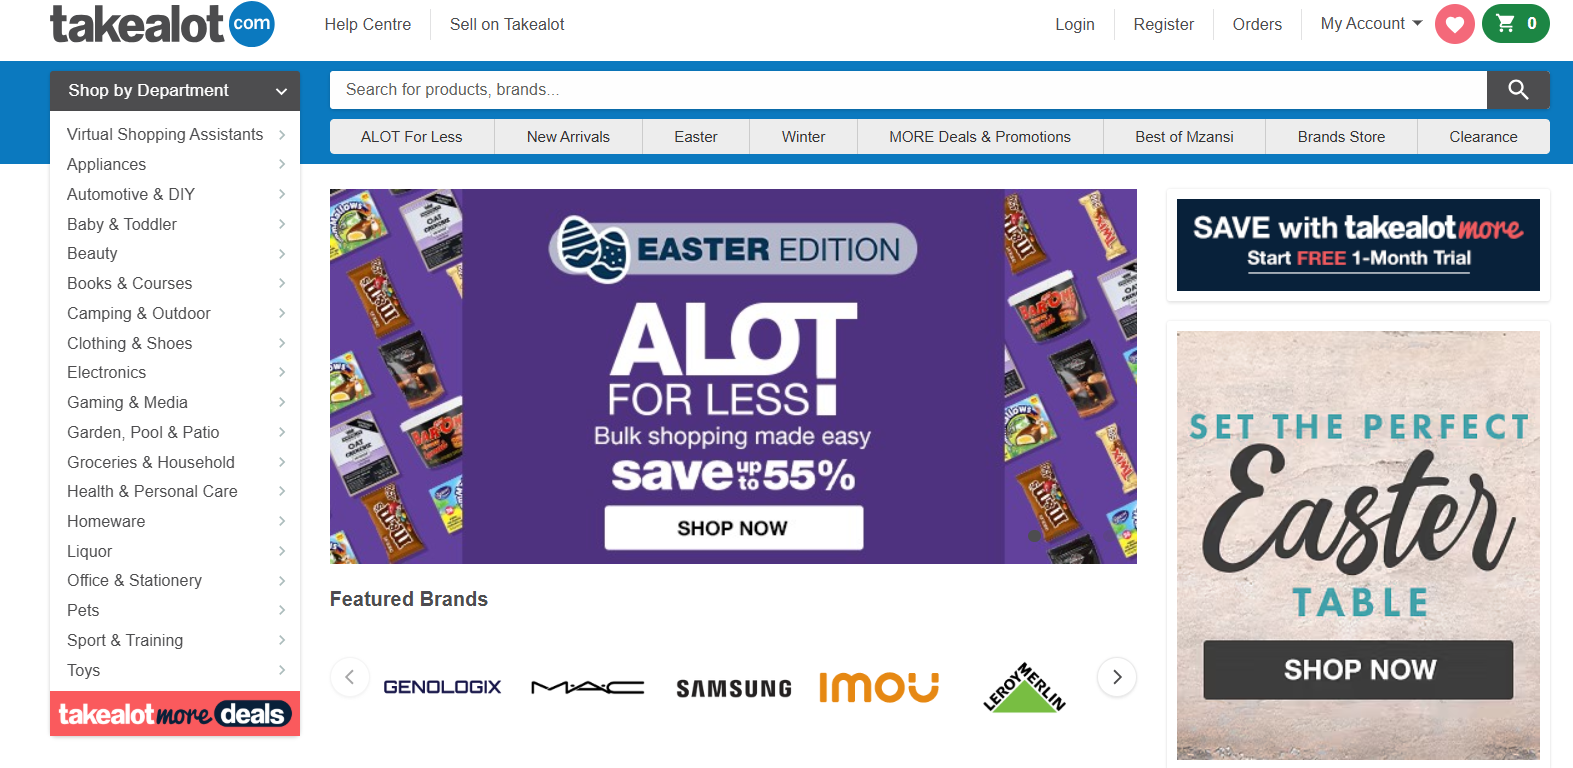 takealot com
Help Centre
Sell on Takealot
Login
Register
Orders
My Account
0
Shop by Department
Search for products, brands...
ALOT For Less
New Arrivals
Easter
Winter
MORE Deals & Promotions
Best of Mzansi
Brands Store
Clearance
Virtual Shopping Assistants
Appliances
Automotive & DIY
Baby & Toddler
Beauty
Books & Courses
Camping & Outdoor
Clothing & Shoes
Electronics
Gaming & Media
Garden, Pool & Patio
Groceries & Household
Health & Personal Care
Homeware
Liquor
Office & Stationery
Pets
Sport & Training
Toys
takealot more deals
EASTER EDITION
ALOT
FOR LESS!
Bulk shopping made easy
save up to 55%
SHOP NOW
SAVE with takealot more
Start FREE 1-Month Trial
SET THE PERFECT
Easter
TABLE
SHOP NOW
Featured Brands
GENOLOGIX
MAC
SAMSUNG
imou
LEROY MERLIN